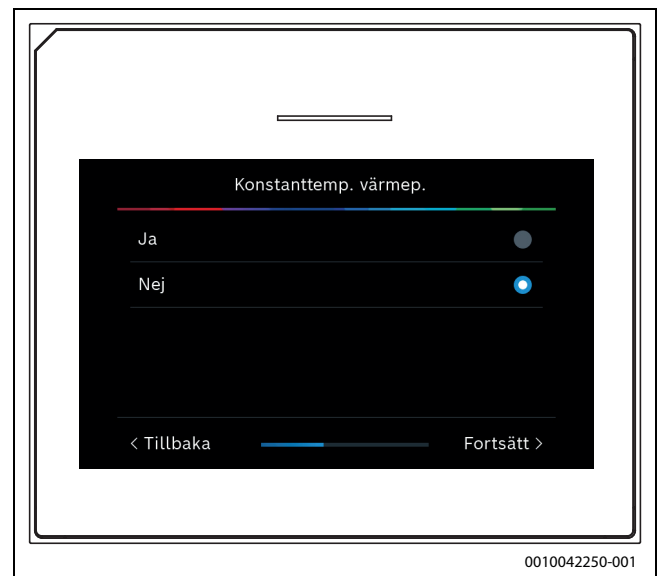 Konstanttemp. värmep.
Ja
Nej
< Tillbaka Fortsätt >
0010042250-001